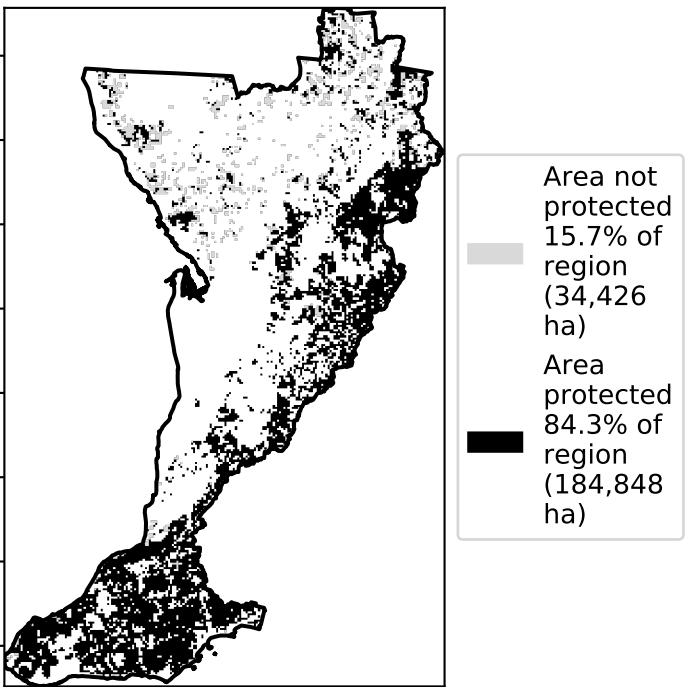 Area not
protected
15.7% of
region
(34,426
ha)
Area
protected
84.3% of
region
(184,848
ha)